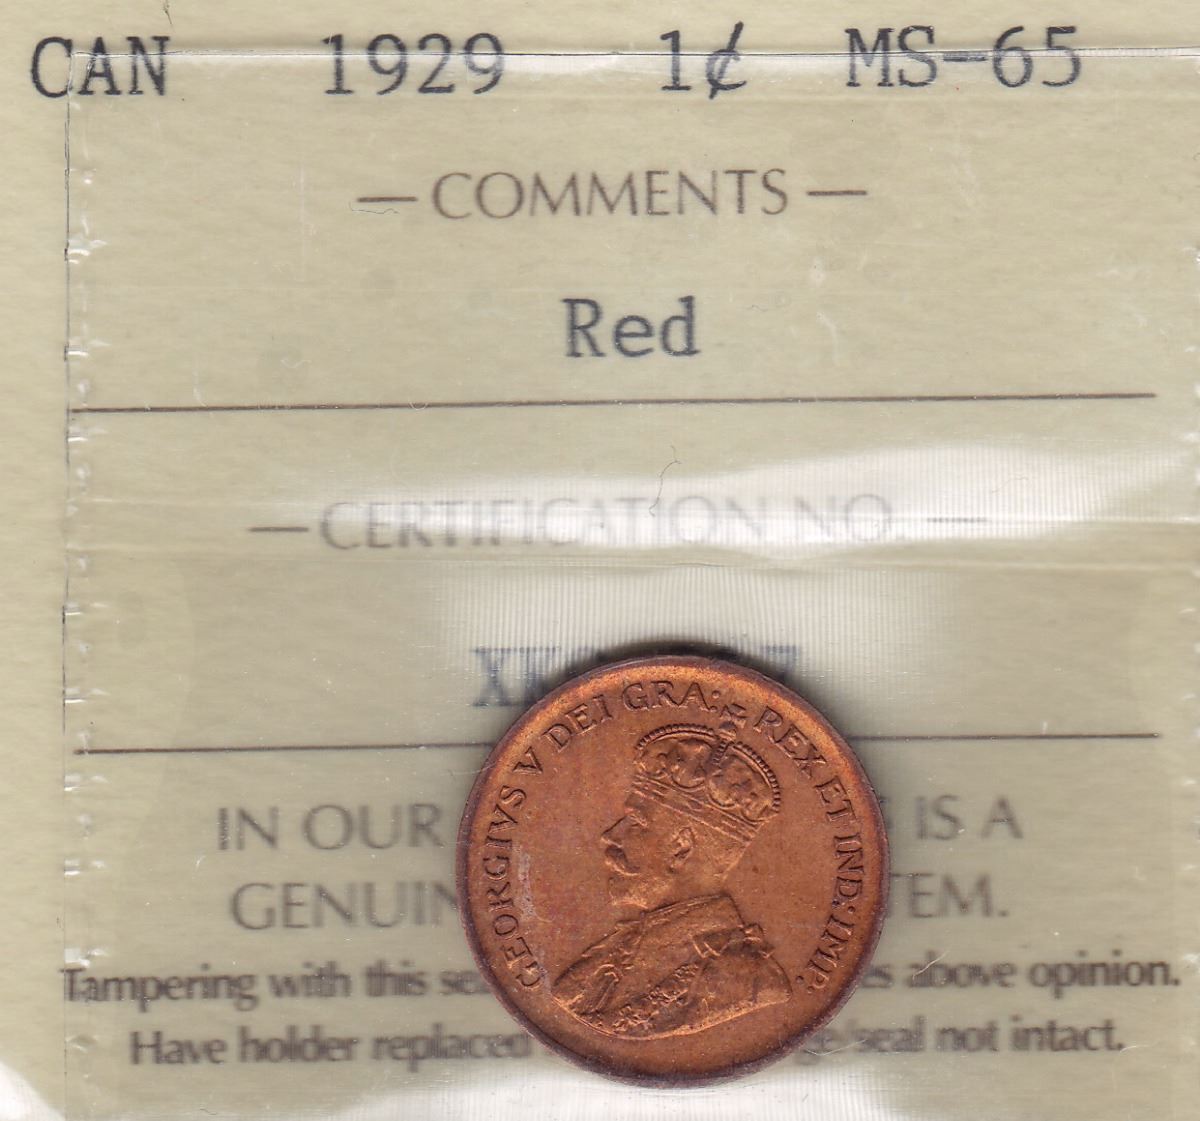 CAN 1929 1¢ MS-65
— COMMENTS —
Red
— CERTIFICATION NO. —
IN OUR IS A
GENUIN TEM.
Tampering with this se es above opinion.
Have holder replaced seal not intact.
GEORGIVS V DEI GRA: REX ET IND: IMP: